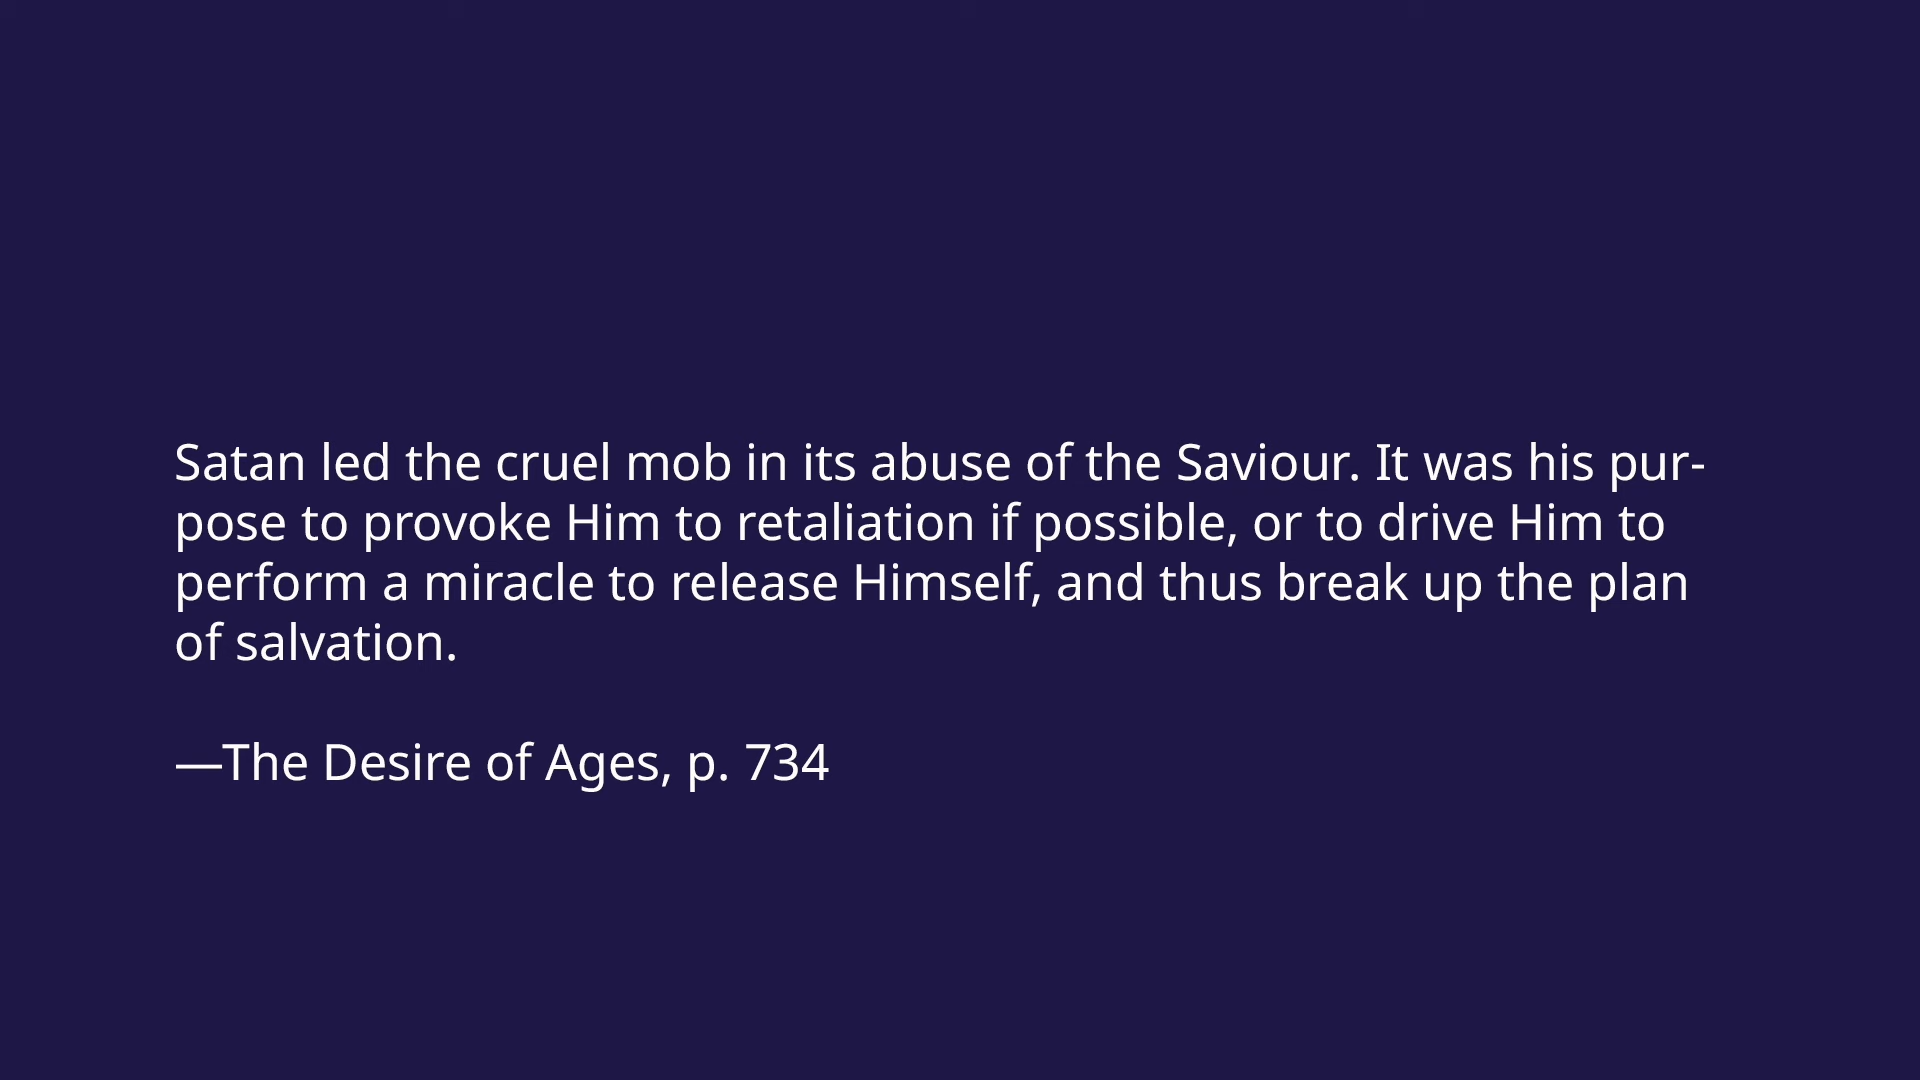 Satan led the cruel mob in its abuse of the Saviour. It was his pur-
pose to provoke Him to retaliation if possible, or to drive Him to
perform a miracle to release Himself, and thus break up the plan
of salvation.
—The Desire of Ages, p. 734